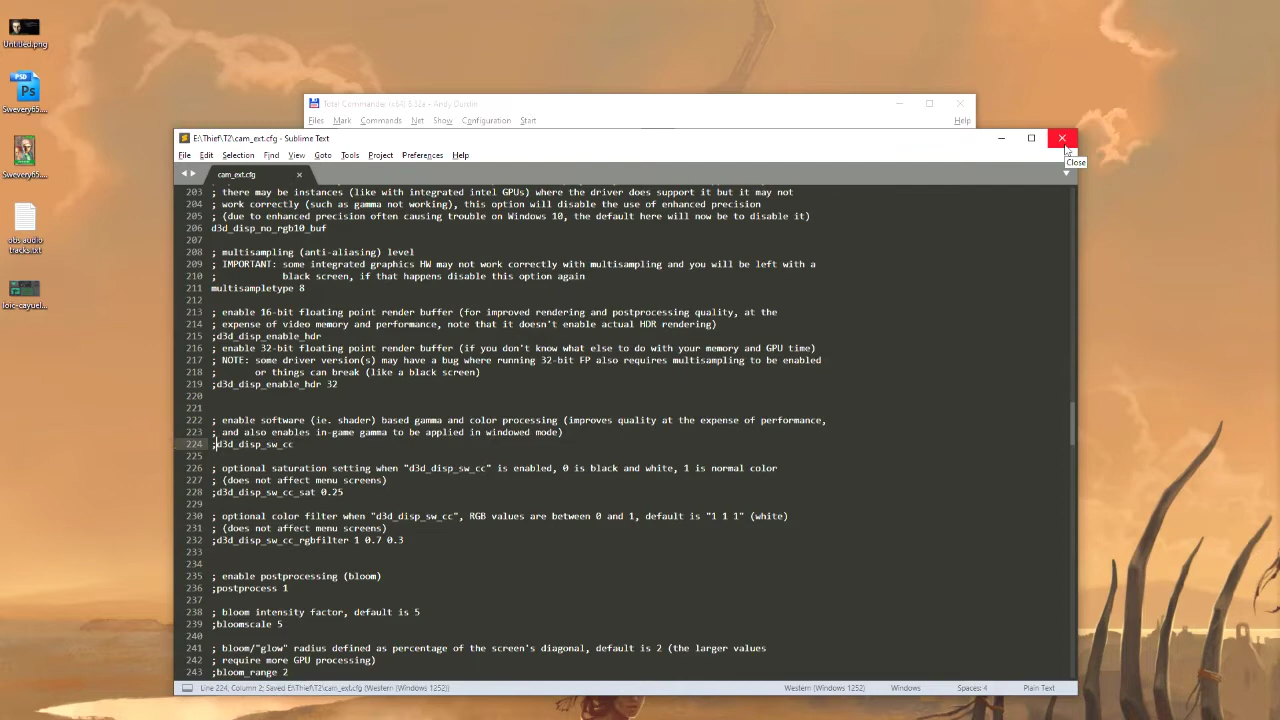 Untitled.png
PSD
Ps
Swevery65....
Swevery65....
obs audio
tracks.txt
loic-cayuel...
Total Commander (x64) 8.52a - Andy Durdin
Files Mark Commands Net Show Configuration Start Help
E:\Thief\T2\cam_ext.cfg - Sublime Text
File Edit Selection Find View Goto Tools Project Preferences Help
Close
cam_ext.cfg
203 ; there may be instances (like with integrated intel GPUs) where the driver does support it but it may not
204 ; work correctly (such as gamma not working), this option will disable the use of enhanced precision
205 ; (due to enhanced precision often causing trouble on Windows 10, the default here will now be to disable it)
206 d3d_disp_no_rgb10_buf
207
208 ; multisampling (anti-aliasing) level
209 ; IMPORTANT: some integrated graphics HW may not work correctly with multisampling and you will be left with a
210 ; black screen, if that happens disable this option again
211 multisampletype 8
212
213 ; enable 16-bit floating point render buffer (for improved rendering and postprocessing quality, at the
214 ; expense of video memory and performance, note that it doesn't enable actual HDR rendering)
215 ;d3d_disp_enable_hdr
216 ; enable 32-bit floating point render buffer (if you don't know what else to do with your memory and GPU time)
217 ; NOTE: some driver version(s) may have a bug where running 32-bit FP also requires multisampling to be enabled
218 ; or things can break (like a black screen)
219 ;d3d_disp_enable_hdr 32
220
221
222 ; enable software (ie. shader) based gamma and color processing (improves quality at the expense of performance,
223 ; and also enables in-game gamma to be applied in windowed mode)
224 ;d3d_disp_sw_cc
225
226 ; optional saturation setting when "d3d_disp_sw_cc" is enabled, 0 is black and white, 1 is normal color
227 ; (does not affect menu screens)
228 ;d3d_disp_sw_cc_sat 0.25
229
230 ; optional color filter when "d3d_disp_sw_cc", RGB values are between 0 and 1, default is "1 1 1" (white)
231 ; (does not affect menu screens)
232 ;d3d_disp_sw_cc_rgbfilter 1 0.7 0.3
233
234
235 ; enable postprocessing (bloom)
236 ;postprocess 1
237
238 ; bloom intensity factor, default is 5
239 ;bloomscale 5
240
241 ; bloom/"glow" radius defined as percentage of the screen's diagonal, default is 2 (the larger values
242 ; require more GPU processing)
243 ;bloom_range 2
Line 224, Column 2; Saved E:\Thief\T2\cam_ext.cfg (Western (Windows 1252)) Western (Windows 1252) Windows Spaces: 4 Plain Text